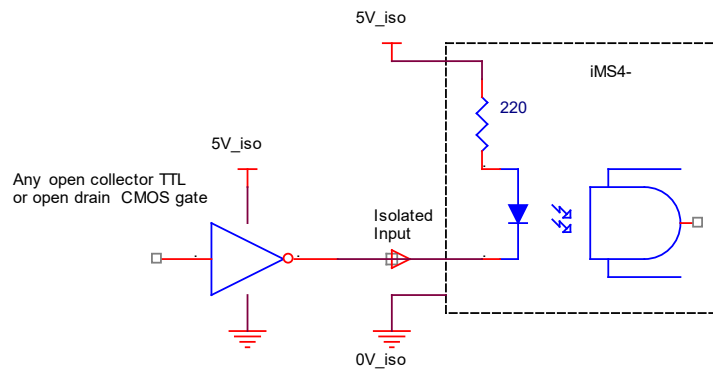 5V_iso
iMS4-
220
5V_iso
Any open collector TTL
or open drain CMOS gate
Isolated
Input
0V_iso